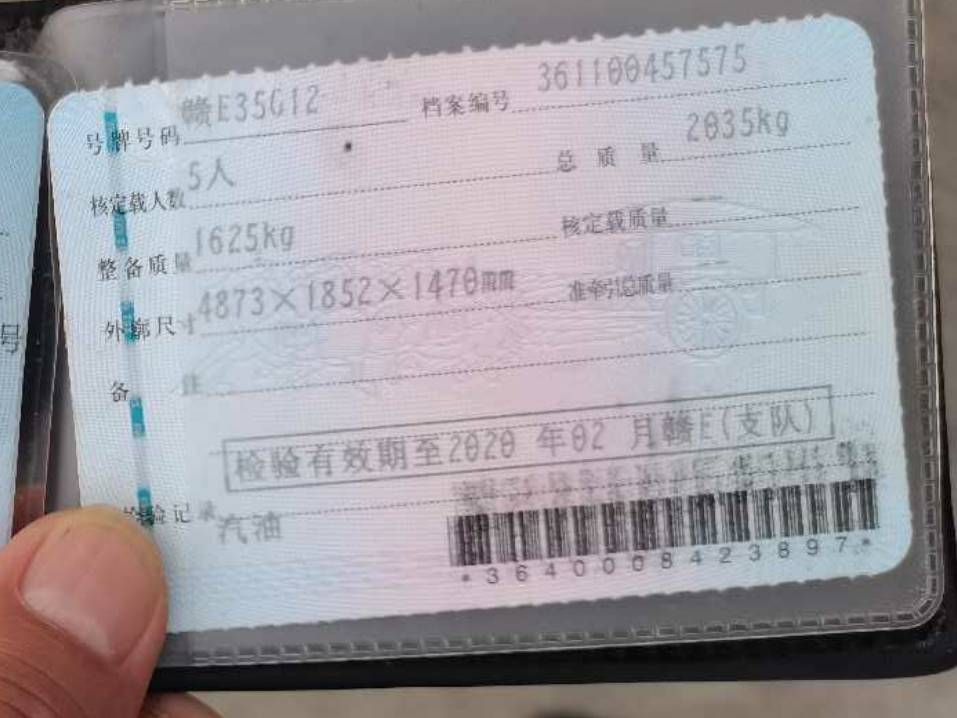 号牌号码 赣E35G12 档案编号 361100457575
核定载人数 5人 总质量 2035kg
整备质量 1625kg 核定载质量 --
外廓尺寸 4873×1852×1470mm 准牵引总质量 --
备注
检验有效期至2020年02月赣E(支队)
检验记录
汽油
*3640008423897*
号